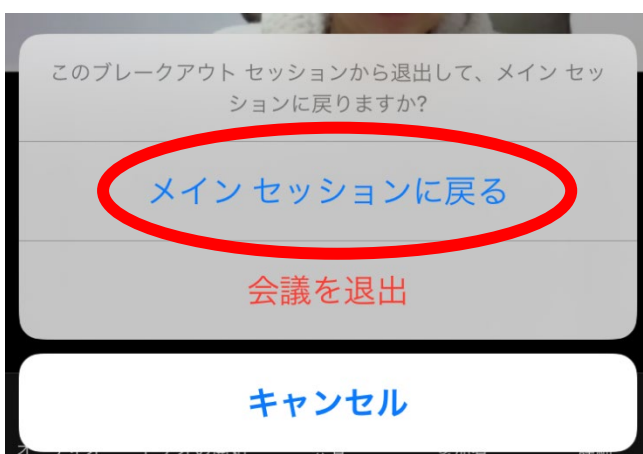 このブレークアウト セッションから退出して、メイン セッ
ションに戻りますか?
メイン セッションに戻る
会議を退出
キャンセル